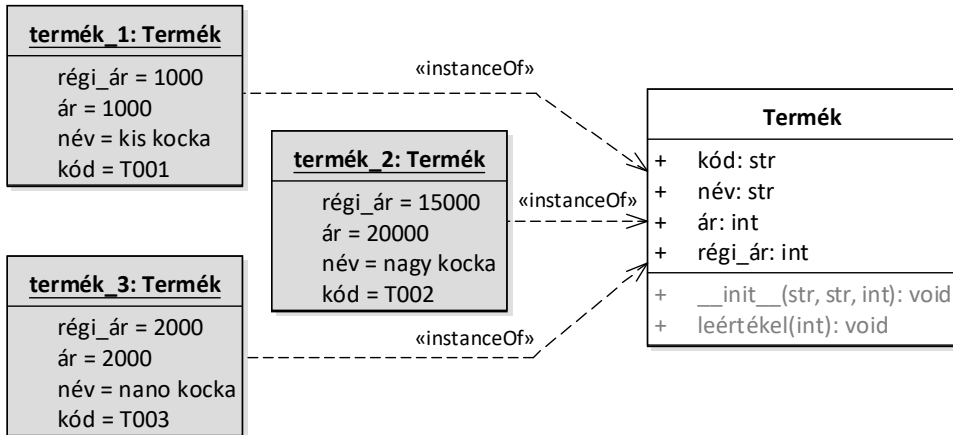 termék_1: Termék
régi_ár = 1000
ár = 1000
név = kis kocka
kód = T001
«instanceOf»
termék_2: Termék
régi_ár = 15000
ár = 20000
név = nagy kocka
kód = T002
«instanceOf»
termék_3: Termék
régi_ár = 2000
ár = 2000
név = nano kocka
kód = T003
«instanceOf»
Termék
+ kód: str
+ név: str
+ ár: int
+ régi_ár: int
+ __init__(str, str, int): void
+ leértékel(int): void